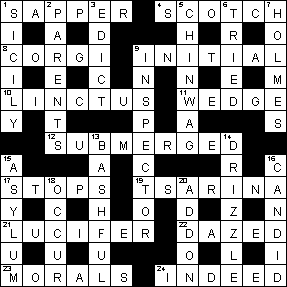 1 S A 2 P P 3 E R 4 S 5 C O 6 T C 7 H
I A D H R O
8 C O R G I 9 I N I T I A L
I E C N N E M
10 L I N C T U S 11 W E D G E
Y T P A S
12 S U 13 B M E R G E 14 D
15 A A C R 16 C
17 S T 18 O P S 19 T S 20 A R I N A
Y C H O D Z N
21 L U C I F E R 22 D A Z E D
U U U O L I
23 M O R A L S 24 I N D E E D